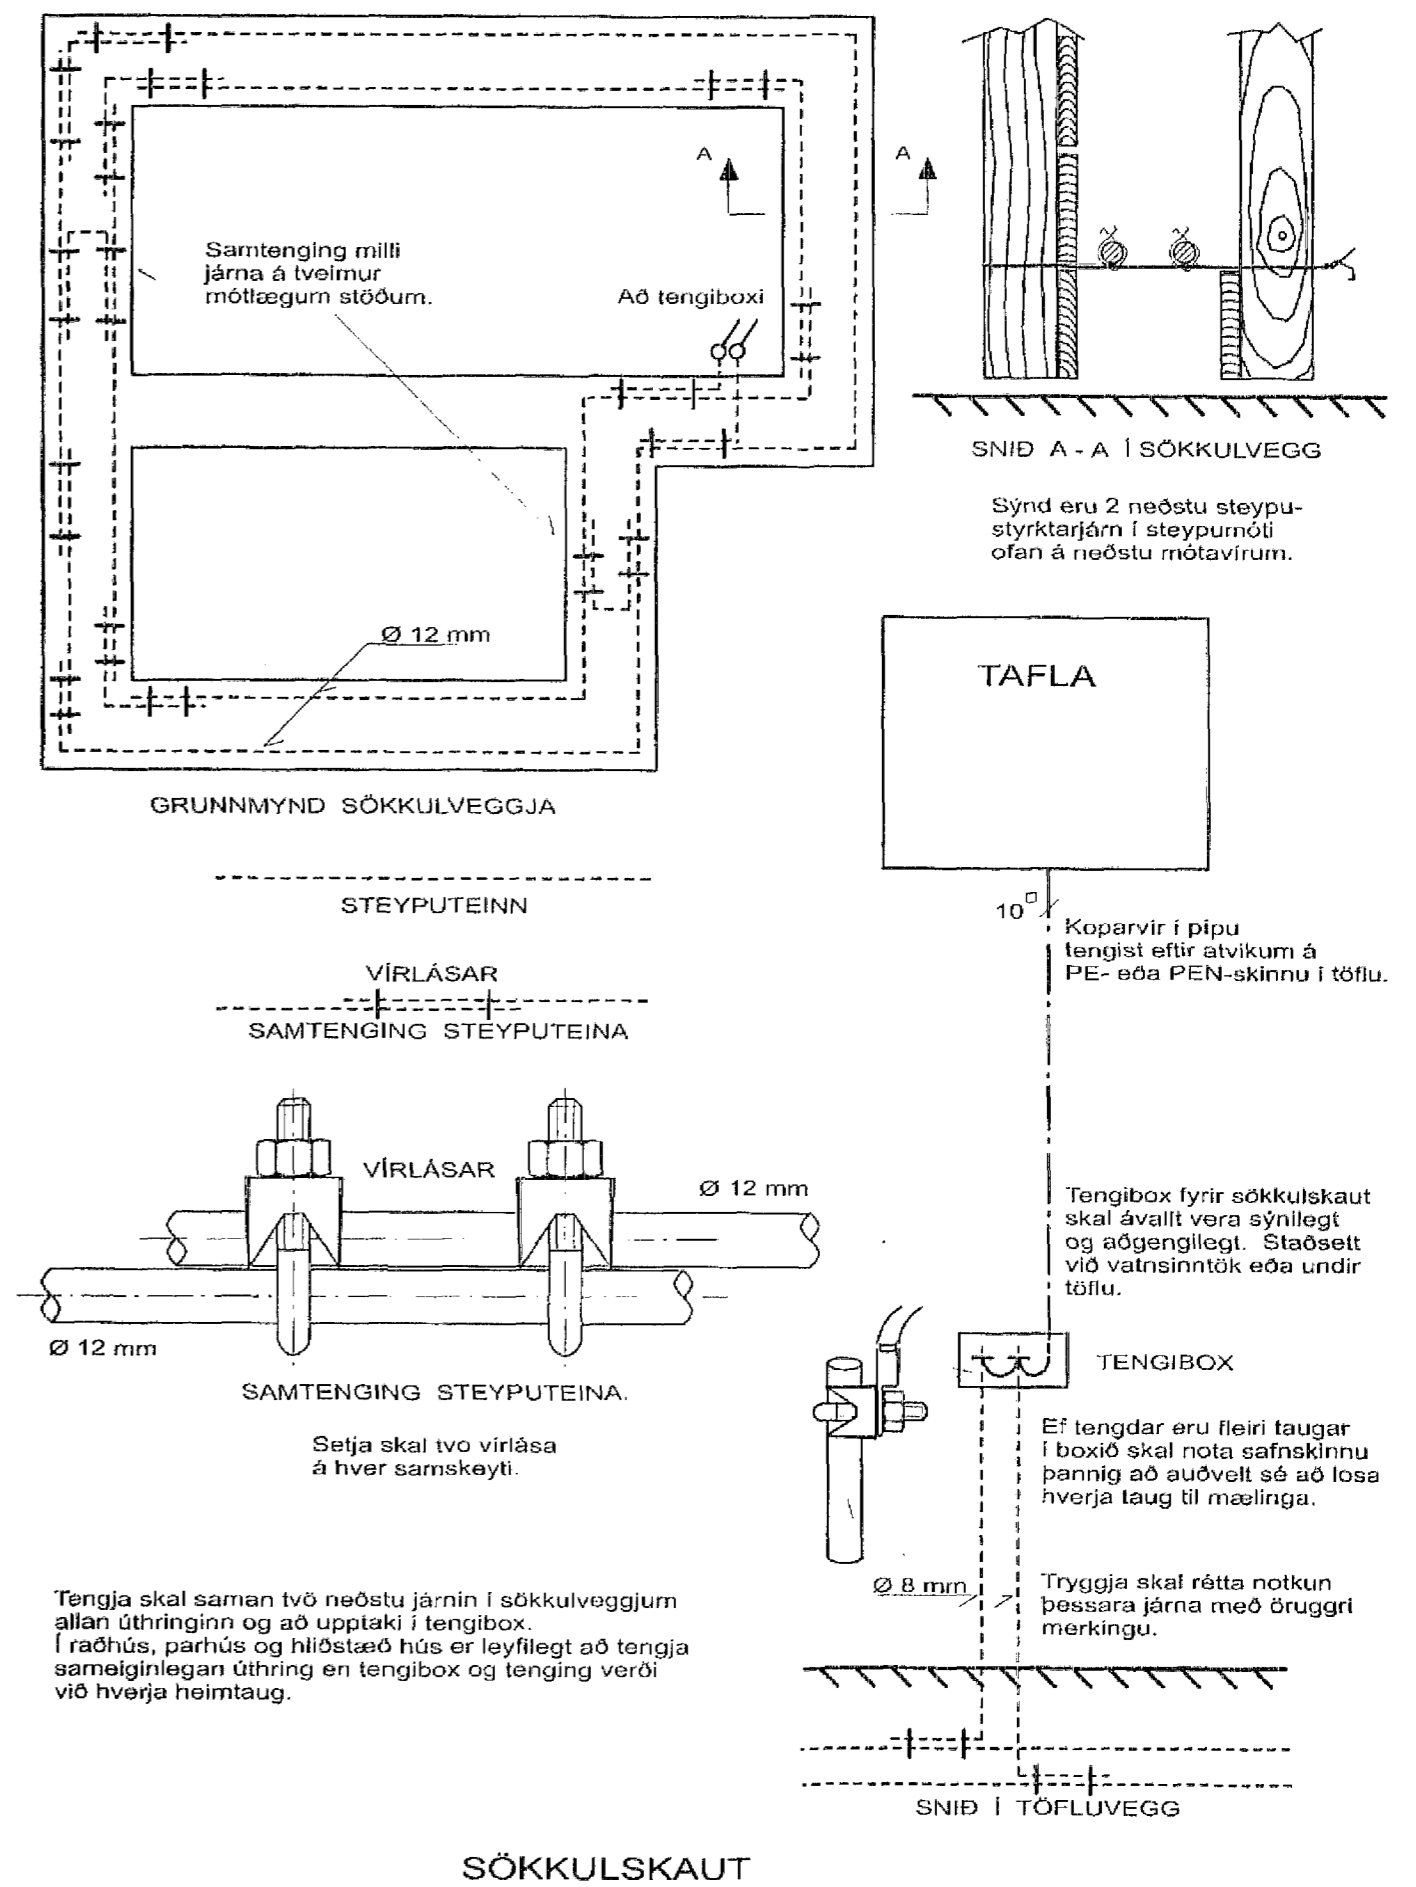 A
A
Samtenging milli
járna á tveimur
mótlægum stöðum.
Að tengiboxi
Ø 12 mm
GRUNNMYND SÖKKULVEGGJA
SNIÐ A - A Í SÖKKULVEGG
Sýnd eru 2 neðstu steypu-
styrktarjárn í steypumóti
ofan á neðstu mótavírum.
STEYPUTEINN
VÍRLÁSAR
SAMTENGING STEYPUTEINA
VÍRLÁSAR
Ø 12 mm
Ø 12 mm
SAMTENGING STEYPUTEINA.
Setja skal tvo vírlása
á hver samskeyti.
TAFLA
10□
Koparvír í pípu
tengist eftir atvikum á
PE- eða PEN-skinnu í töflu.
Tengibox fyrir sökkulskaut
skal ávallt vera sýnilegt
og aðgengilegt. Staðsett
við vatnsinntök eða undir
töflu.
TENGIBOX
Ef tengdar eru fleiri taugar
í boxið skal nota safnskinnu
þannig að auðvelt sé að losa
hverja taug til mælinga.
Ø 8 mm
Tryggja skal rétta notkun
þessara járna með öruggri
merkingu.
SNIÐ Í TÖFLUVEGG
Tengja skal saman tvö neðstu járnin í sökkulveggjum
allan úthringinn og að upptaki í tengibox.
Í raðhús, parhús og hliðstæð hús er leyfilegt að tengja
sameiginlegan úthring en tengibox og tenging verði
við hverja heimtaug.
SÖKKULSKAUT